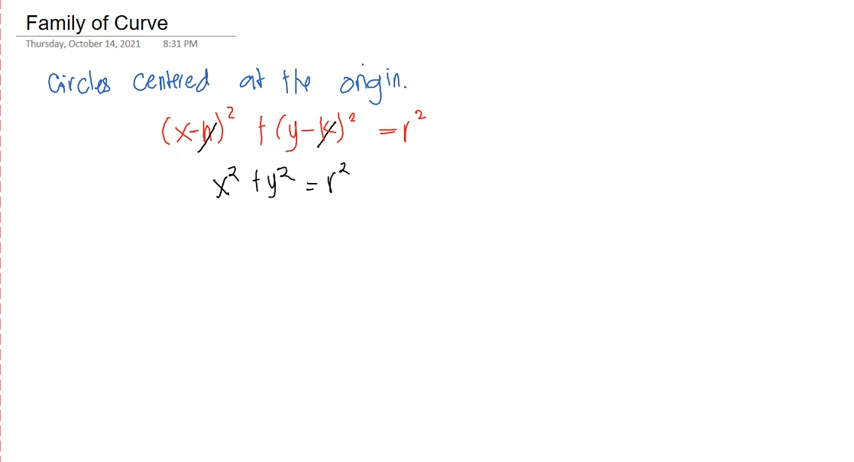 Family of Curve
Thursday, October 14, 2021 8:31 PM
Circles centered at the origin.
(x-h)² + (y-k)² = r²
x² + y² = r²